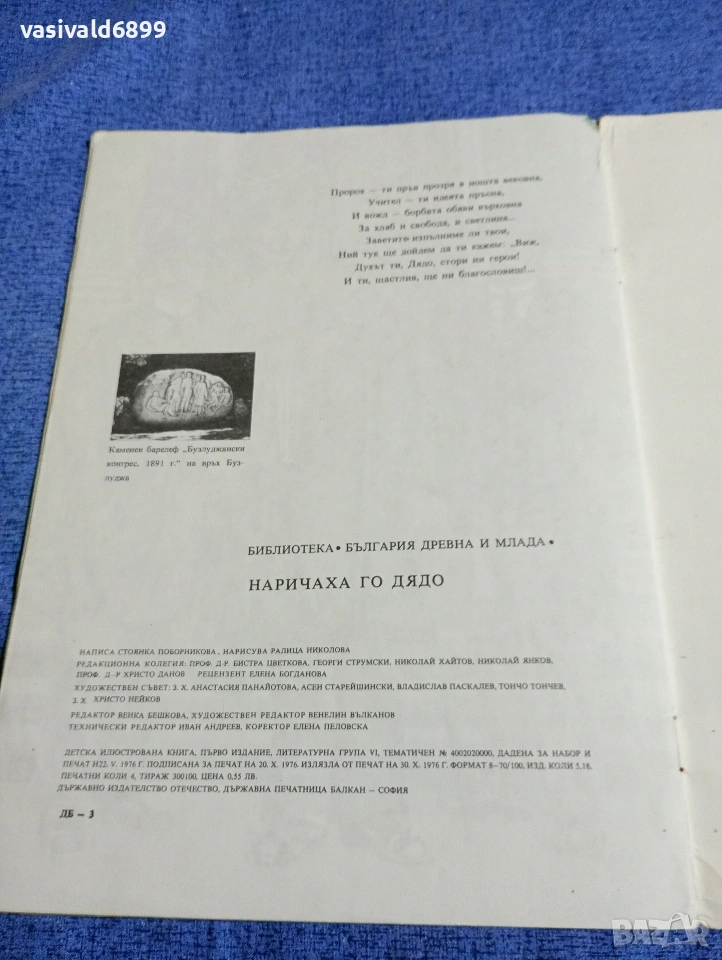 vasivald6899
Пророк — ти пръв прозря в нощта вековна,
Учител — ти идеята пръсна,
И вожд — борбата обяви върховна
За хляб и свобода, и светлина...
Заветите изпълниме ли твои,
Ний тук ще дойдем да ти кажем: „Виж,
Духът ти, Дядо, стори ни герои!
И ти, щастлив, ще ни благословиш!...
Каменен барелеф „Бузлуджански
конгрес, 1891 г.“ на връх Буз-
луджа
БИБЛИОТЕКА • БЪЛГАРИЯ ДРЕВНА И МЛАДА •
НАРИЧАХА ГО ДЯДО
НАПИСА СТОЯНКА ПОБОРНИКОВА, НАРИСУВА РАЛИЦА НИКОЛОВА
РЕДАКЦИОННА КОЛЕГИЯ: ПРОФ. Д-Р. БИСТРА ЦВЕТКОВА, ГЕОРГИ СТРУМСКИ, НИКОЛАЙ ХАЙТОВ, НИКОЛАЙ ЯНКОВ,
ПРОФ. Д-Р ХРИСТО ДАНОВ РЕЦЕНЗЕНТ ЕЛЕНА БОГДАНОВА
ХУДОЖЕСТВЕН СЪВЕТ: З. Х. АНАСТАСИЯ ПАНАЙОТОВА, АСЕН СТАРЕЙШИНСКИ, ВЛАДИСЛАВ ПАСКАЛЕВ, ТОНЧО ТОНЧЕВ,
З. Х. ХРИСТО НЕЙКОВ
РЕДАКТОР ВЕНКА БЕШКОВА, ХУДОЖЕСТВЕН РЕДАКТОР ВЕНЕЛИН ВЪЛКАНОВ
ТЕХНИЧЕСКИ РЕДАКТОР ИВАН АНДРЕЕВ, КОРЕКТОР ЕЛЕНА ПЕЛОВСКА
ДЕТСКА ИЛЮСТРОВАНА КНИГА, ПЪРВО ИЗДАНИЕ, ЛИТЕРАТУРНА ГРУПА VI, ТЕМАТИЧЕН № 4002020000, ДАДЕНА ЗА НАБОР И
ПЕЧАТ Н22. V. 1976 Г. ПОДПИСАНА ЗА ПЕЧАТ НА 20. X. 1976. ИЗЛЯЗЛА ОТ ПЕЧАТ НА 30. X. 1976 Г. ФОРМАТ 8—70/100, ИЗД. КОЛИ 5,18,
ПЕЧАТНИ КОЛИ 4, ТИРАЖ 300100, ЦЕНА 0,55 ЛВ.
ДЪРЖАВНО ИЗДАТЕЛСТВО ОТЕЧЕСТВО, ДЪРЖАВНА ПЕЧАТНИЦА БАЛКАН — СОФИЯ
ДБ — 3
BAZAR